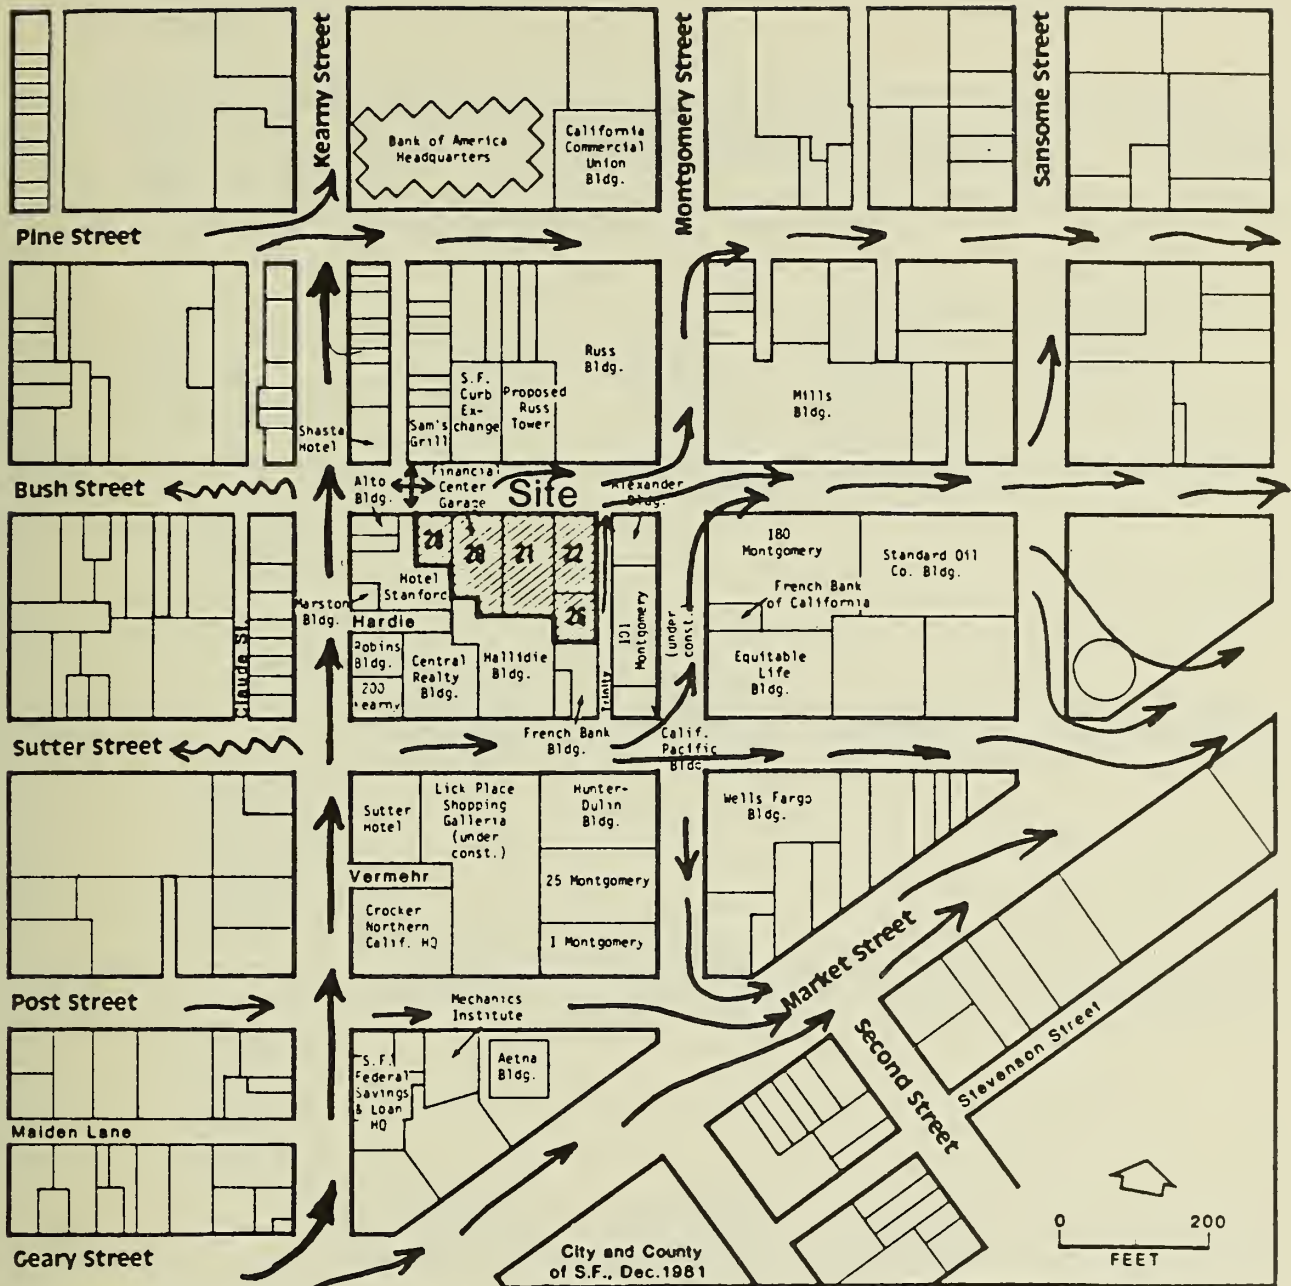 Kearny Street
Montgomery Street
Sansome Street
Bank of America
Headquarters
California
Commercial
Union
Bldg.
Pine Street
Russ
Bldg.
S.F.
Curb
Ex-
change
Proposed
Russ
Tower
Mills
Bldg.
Shasta
Hotel
Sam's
Grill
Bush Street
Alto
Bldg.
Financial
Center
Garage
Site
Alexander
Bldg.
28
20
21
22
26
Hotel
Stanford
Marston
Bldg.
Hardie
Robins
Bldg.
200
Kearny
Central
Realty
Bldg.
Hallidie
Bldg.
Trinity
101
Montgomery
(under
const.)
180
Montgomery
Standard Oil
Co. Bldg.
French Bank
of California
Equitable
Life
Bldg.
Claude St.
Sutter Street
French Bank
Bldg.
Calif.
Pacific
Bldg.
Sutter
Hotel
Lick Place
Shopping
Galleria
(under
const.)
Hunter-
Dulin
Bldg.
Wells Fargo
Bldg.
Vermehr
25 Montgomery
Crocker
Northern
Calif. HQ
1 Montgomery
Market Street
Post Street
Mechanics
Institute
S.F.
Federal
Savings
& Loan
HQ
Aetna
Bldg.
Second Street
Stevenson Street
Maiden Lane
Geary Street
City and County
of S.F., Dec.1981
0 200
FEET